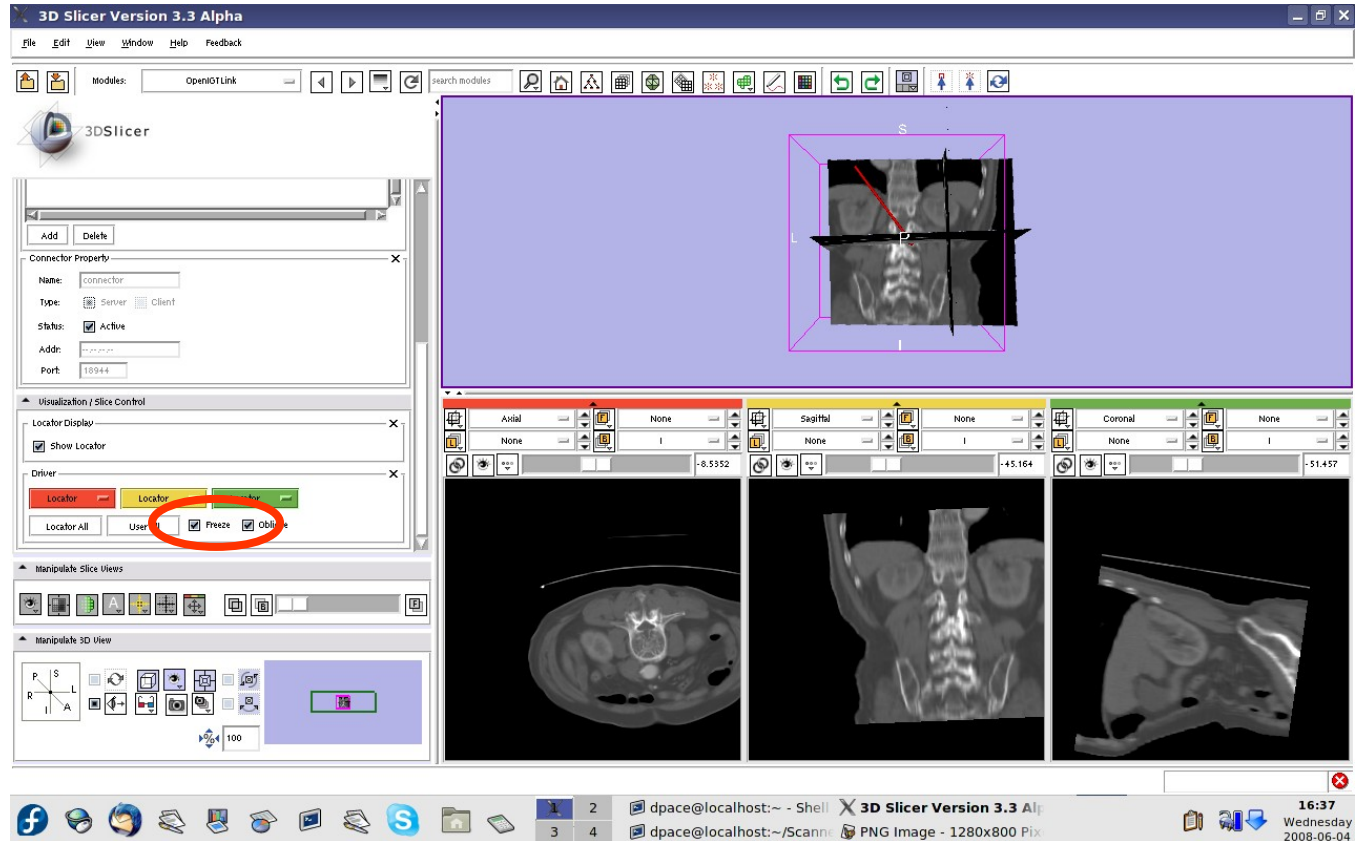 3D Slicer Version 3.3 Alpha
File Edit View Window Help Feedback
Modules: OpenIGTLink search modules
3DSlicer
Add Delete
Connector Property
Name: connector
Type: Server Client
Status: Active
Addr: --.--.--.--
Port: 18944
Visualization / Slice Control
Locator Display
Show Locator
Driver
Locator Locator
Locator All Freeze
Manipulate Slice Views
Manipulate 3D View
P S
R L
I A
% 100
S
L P
I
Axial F None
L None B I
-8.5352
Sagittal F None
L None B I
-45.164
Coronal F None
L None B I
-51.457
1 2
3 4
dpace@localhost:~ - Shell
3D Slicer Version 3.3 Alp
dpace@localhost:~/Scanne
PNG Image - 1280x800 Pix
16:37
Wednesday
2008-06-04